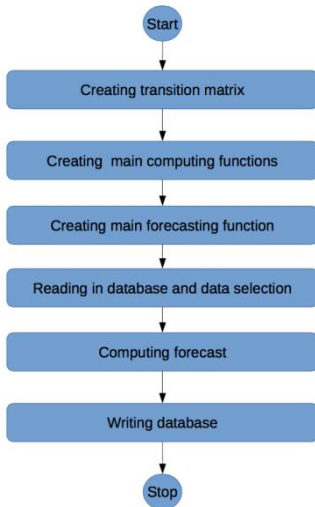 Start
Creating transition matrix
Creating main computing functions
Creating main forecasting function
Reading in database and data selection
Computing forecast
Writing database
Stop